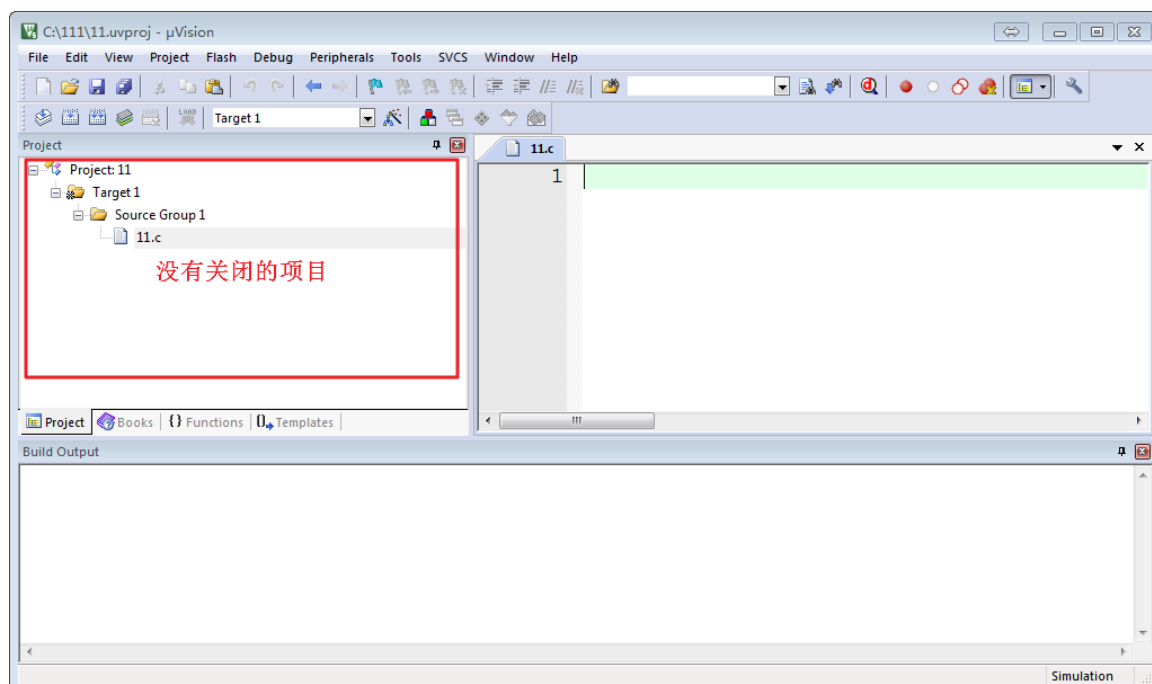 C:\111\11.uvproj - µVision
File Edit View Project Flash Debug Peripherals Tools SVCS Window Help
LOAD Target 1
Project
11.c
Project: 11
Target 1
Source Group 1
11.c
没有关闭的项目
1
Project Books {} Functions 0 Templates
Build Output
Simulation